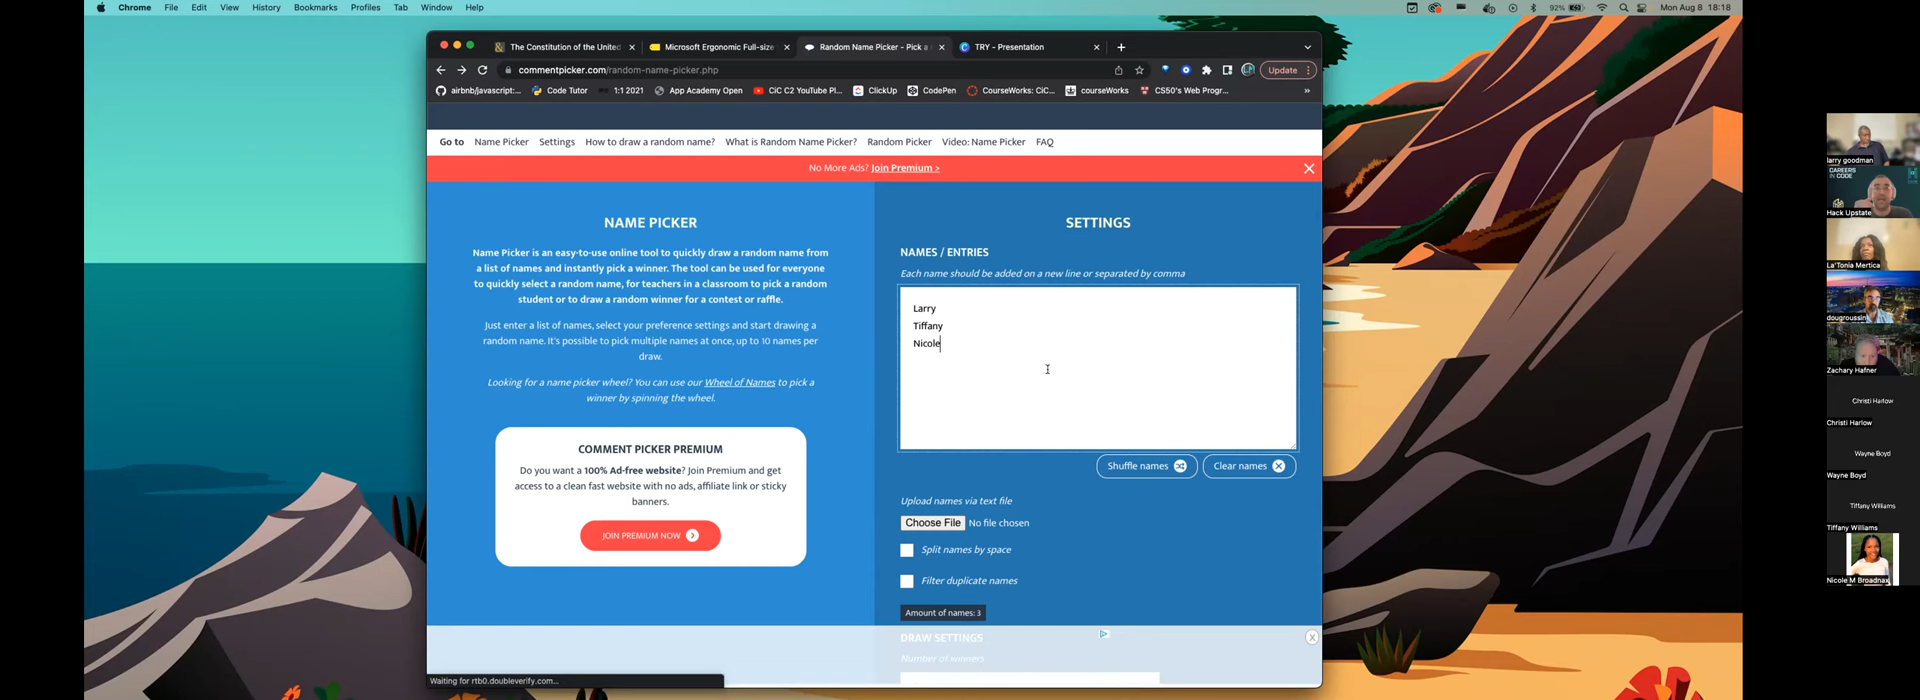 Chrome File Edit View History Bookmarks Profiles Tab Window Help
92% Mon Aug 8 18:18
The Constitution of the United
Microsoft Ergonomic Full-size
Random Name Picker - Pick a
TRY - Presentation
commentpicker.com/random-name-picker.php
Update
airbnb/javascript:... Code Tutor 1:1 2021 App Academy Open CiC C2 YouTube Pl... ClickUp CodePen CourseWorks: CiC... courseWorks CS50's Web Progr... »
Go to Name Picker Settings How to draw a random name? What is Random Name Picker? Random Picker Video: Name Picker FAQ
No More Ads? Join Premium >
NAME PICKER
Name Picker is an easy-to-use online tool to quickly draw a random name from
a list of names and instantly pick a winner. The tool can be used for everyone
to quickly select a random name, for teachers in a classroom to pick a random
student or to draw a random winner for a contest or raffle.
Just enter a list of names, select your preference settings and start drawing a
random name. It's possible to pick multiple names at once, up to 10 names per
draw.
Looking for a name picker wheel? You can use our Wheel of Names to pick a
winner by spinning the wheel.
COMMENT PICKER PREMIUM
Do you want a 100% Ad-free website? Join Premium and get
access to a clean fast website with no ads, affiliate link or sticky
banners.
JOIN PREMIUM NOW
SETTINGS
NAMES / ENTRIES
Each name should be added on a new line or separated by comma
Larry
Tiffany
Nicole
Shuffle names
Clear names
Upload names via text file
Choose File No file chosen
Split names by space
Filter duplicate names
Amount of names: 3
DRAW SETTINGS
Number of winners
Waiting for rtb0.doubleverify.com...
larry goodman
CAREERS
IN CODE
Hack Upstate
La'Tonia Mertica
dougroussin
Zachary Hafner
Christi Harlow
Christi Harlow
Wayne Boyd
Wayne Boyd
Tiffany Williams
Tiffany Williams
Nicole M Broadnax